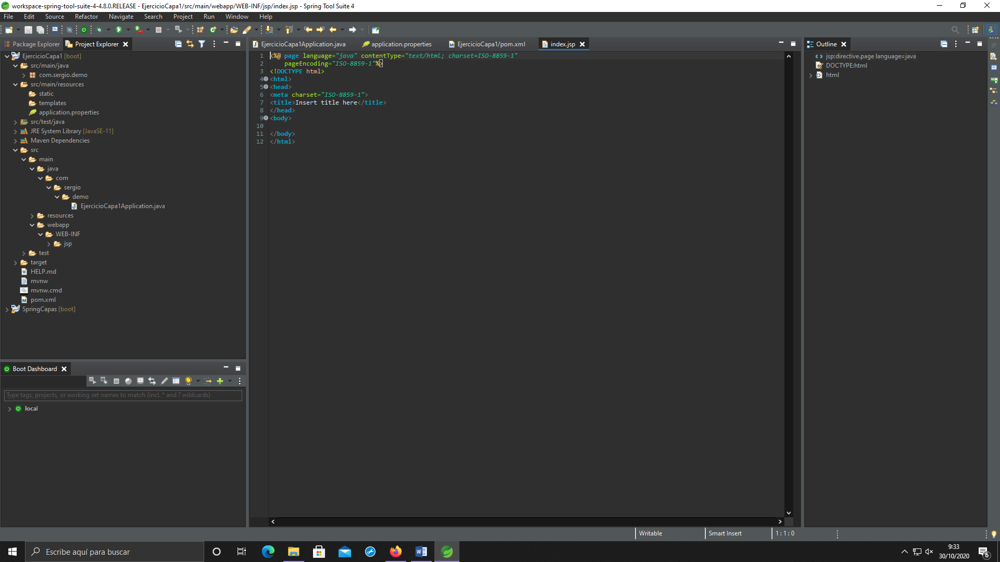 workspace-spring-tool-suite-4-4.8.0.RELEASE - EjercicioCapa1/src/main/webapp/WEB-INF/jsp/index.jsp - Spring Tool Suite 4
File Edit Source Refactor Navigate Search Project Run Window Help
Package Explorer
Project Explorer
EjercicioCapa1 [boot]
src/main/java
com.sergio.demo
src/main/resources
static
templates
application.properties
src/test/java
JRE System Library [JavaSE-11]
Maven Dependencies
src
main
java
com
sergio
demo
EjercicioCapa1Application.java
resources
webapp
WEB-INF
jsp
test
target
HELP.md
mvnw
mvnw.cmd
pom.xml
SpringCapas [boot]
Boot Dashboard
Type tags, projects, or working set names to match (incl. * and ? wildcards)
local
EjercicioCapa1Application.java application.properties EjercicioCapa1/pom.xml index.jsp
1 <%@ page language="java" contentType="text/html; charset=ISO-8859-1"
2 pageEncoding="ISO-8859-1"%>
3 <!DOCTYPE html>
4 <html>
5 <head>
6 <meta charset="ISO-8859-1">
7 <title>Insert title here</title>
8 </head>
9 <body>
10
11 </body>
12 </html>
Outline
jsp:directive.page language=java
DOCTYPE:html
html
Writable
Smart Insert
1 : 1 : 0
Escribe aquí para buscar
9:33
30/10/2020
6